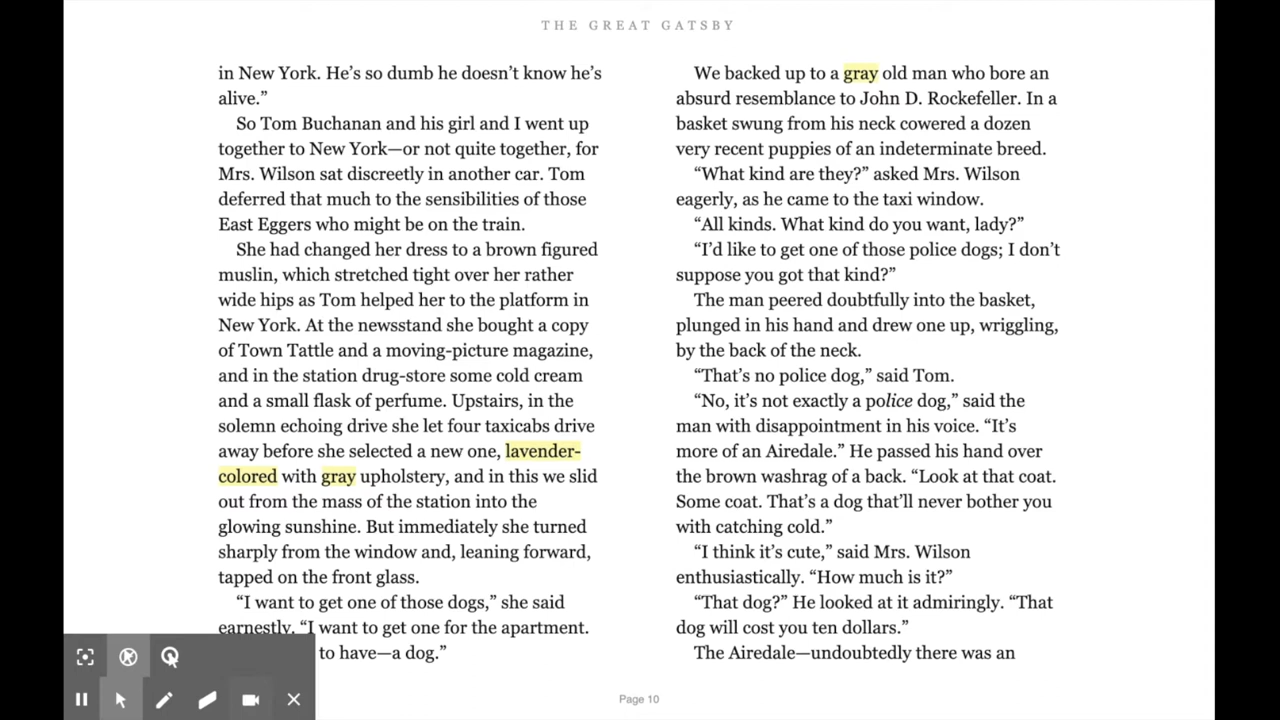 THE GREAT GATSBY
in New York. He’s so dumb he doesn’t know he’s
alive.”
So Tom Buchanan and his girl and I went up
together to New York—or not quite together, for
Mrs. Wilson sat discreetly in another car. Tom
deferred that much to the sensibilities of those
East Eggers who might be on the train.
She had changed her dress to a brown figured
muslin, which stretched tight over her rather
wide hips as Tom helped her to the platform in
New York. At the newsstand she bought a copy
of Town Tattle and a moving-picture magazine,
and in the station drug-store some cold cream
and a small flask of perfume. Upstairs, in the
solemn echoing drive she let four taxicabs drive
away before she selected a new one, lavender-
colored with gray upholstery, and in this we slid
out from the mass of the station into the
glowing sunshine. But immediately she turned
sharply from the window and, leaning forward,
tapped on the front glass.
“I want to get one of those dogs,” she said
earnestly. “I want to get one for the apartment.
to have—a dog.”
We backed up to a gray old man who bore an
absurd resemblance to John D. Rockefeller. In a
basket swung from his neck cowered a dozen
very recent puppies of an indeterminate breed.
“What kind are they?” asked Mrs. Wilson
eagerly, as he came to the taxi window.
“All kinds. What kind do you want, lady?”
“I’d like to get one of those police dogs; I don’t
suppose you got that kind?”
The man peered doubtfully into the basket,
plunged in his hand and drew one up, wriggling,
by the back of the neck.
“That’s no police dog,” said Tom.
“No, it’s not exactly a police dog,” said the
man with disappointment in his voice. “It’s
more of an Airedale.” He passed his hand over
the brown washrag of a back. “Look at that coat.
Some coat. That’s a dog that’ll never bother you
with catching cold.”
“I think it’s cute,” said Mrs. Wilson
enthusiastically. “How much is it?”
“That dog?” He looked at it admiringly. “That
dog will cost you ten dollars.”
The Airedale—undoubtedly there was an
Page 10